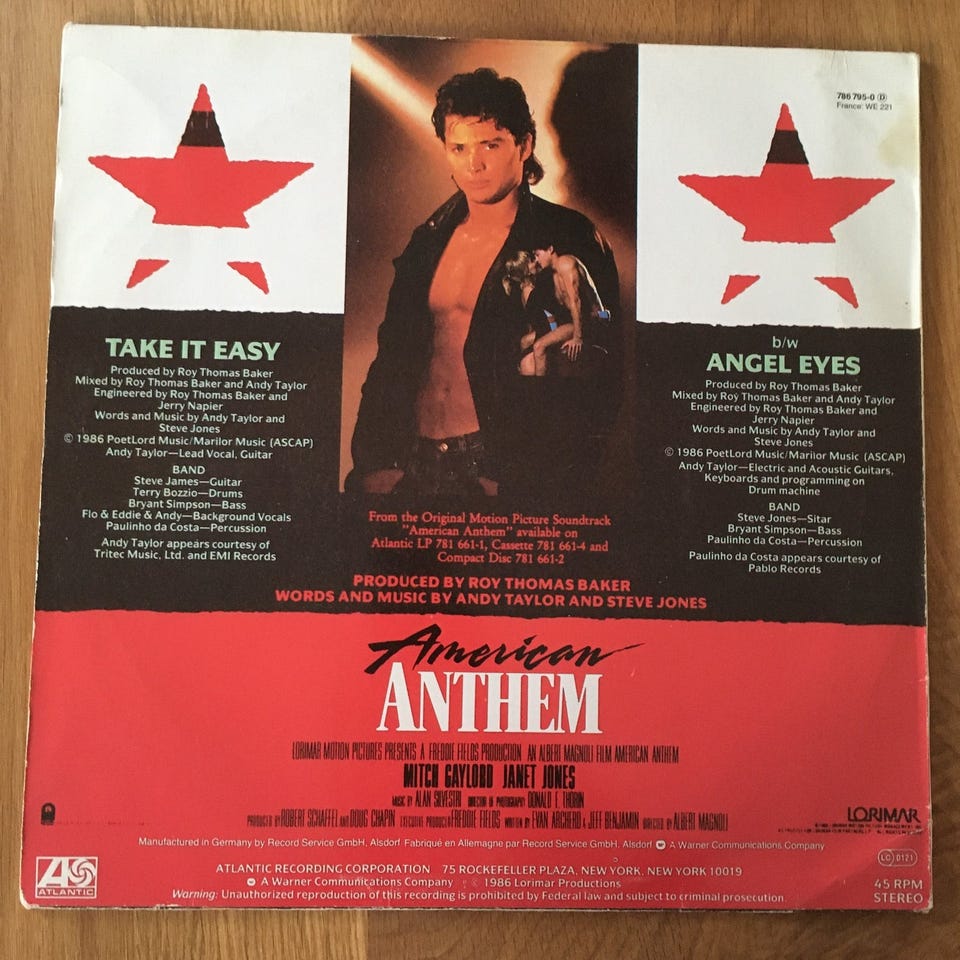 786 795-0 Ⓓ
France: WE 221
TAKE IT EASY
Produced by Roy Thomas Baker
Mixed by Roy Thomas Baker and Andy Taylor
Engineered by Roy Thomas Baker and
Jerry Napier
Words and Music by Andy Taylor and
Steve Jones
© 1986 PoetLord Music/Marilor Music (ASCAP)
Andy Taylor—Lead Vocal, Guitar
BAND
Steve James—Guitar
Terry Bozzio—Drums
Bryant Simpson—Bass
Flo & Eddie & Andy—Background Vocals
Paulinho da Costa—Percussion
Andy Taylor appears courtesy of
Tritec Music, Ltd. and EMI Records
b/w
ANGEL EYES
Produced by Roy Thomas Baker
Mixed by Roy Thomas Baker and Andy Taylor
Engineered by Roy Thomas Baker and
Jerry Napier
Words and Music by Andy Taylor and
Steve Jones
© 1986 PoetLord Music/Marilor Music (ASCAP)
Andy Taylor—Electric and Acoustic Guitars,
Keyboards and programming on
Drum machine
BAND
Steve Jones—Sitar
Bryant Simpson—Bass
Paulinho da Costa—Percussion
Paulinho da Costa appears courtesy of
Pablo Records
From the Original Motion Picture Soundtrack
"American Anthem" available on
Atlantic LP 781 661-1, Cassette 781 661-4 and
Compact Disc 781 661-2
PRODUCED BY ROY THOMAS BAKER
WORDS AND MUSIC BY ANDY TAYLOR AND STEVE JONES
American
ANTHEM
LORIMAR MOTION PICTURES PRESENTS A FREDDIE FIELDS PRODUCTION AN ALBERT MAGNOLI FILM AMERICAN ANTHEM
MITCH GAYLORD JANET JONES
MUSIC BY ALAN SILVESTRI DIRECTOR OF PHOTOGRAPHY DONALD E. THORIN
PRODUCED BY ROBERT SCHAFFEL AND DOUG CHAPIN EXECUTIVE PRODUCER FREDDIE FIELDS WRITTEN BY EVAN ARCHERD & JEFF BENJAMIN DIRECTED BY ALBERT MAGNOLI
LORIMAR
Manufactured in Germany by Record Service GmbH, Alsdorf Fabriqué en Allemagne par Record Service GmbH, Alsdorf A Warner Communications Company
LC 0121
ATLANTIC
ATLANTIC RECORDING CORPORATION 75 ROCKEFELLER PLAZA, NEW YORK, NEW YORK 10019
A Warner Communications Company © 1986 Lorimar Productions
Warning: Unauthorized reproduction of this recording is prohibited by Federal law and subject to criminal prosecution.
45 RPM
STEREO